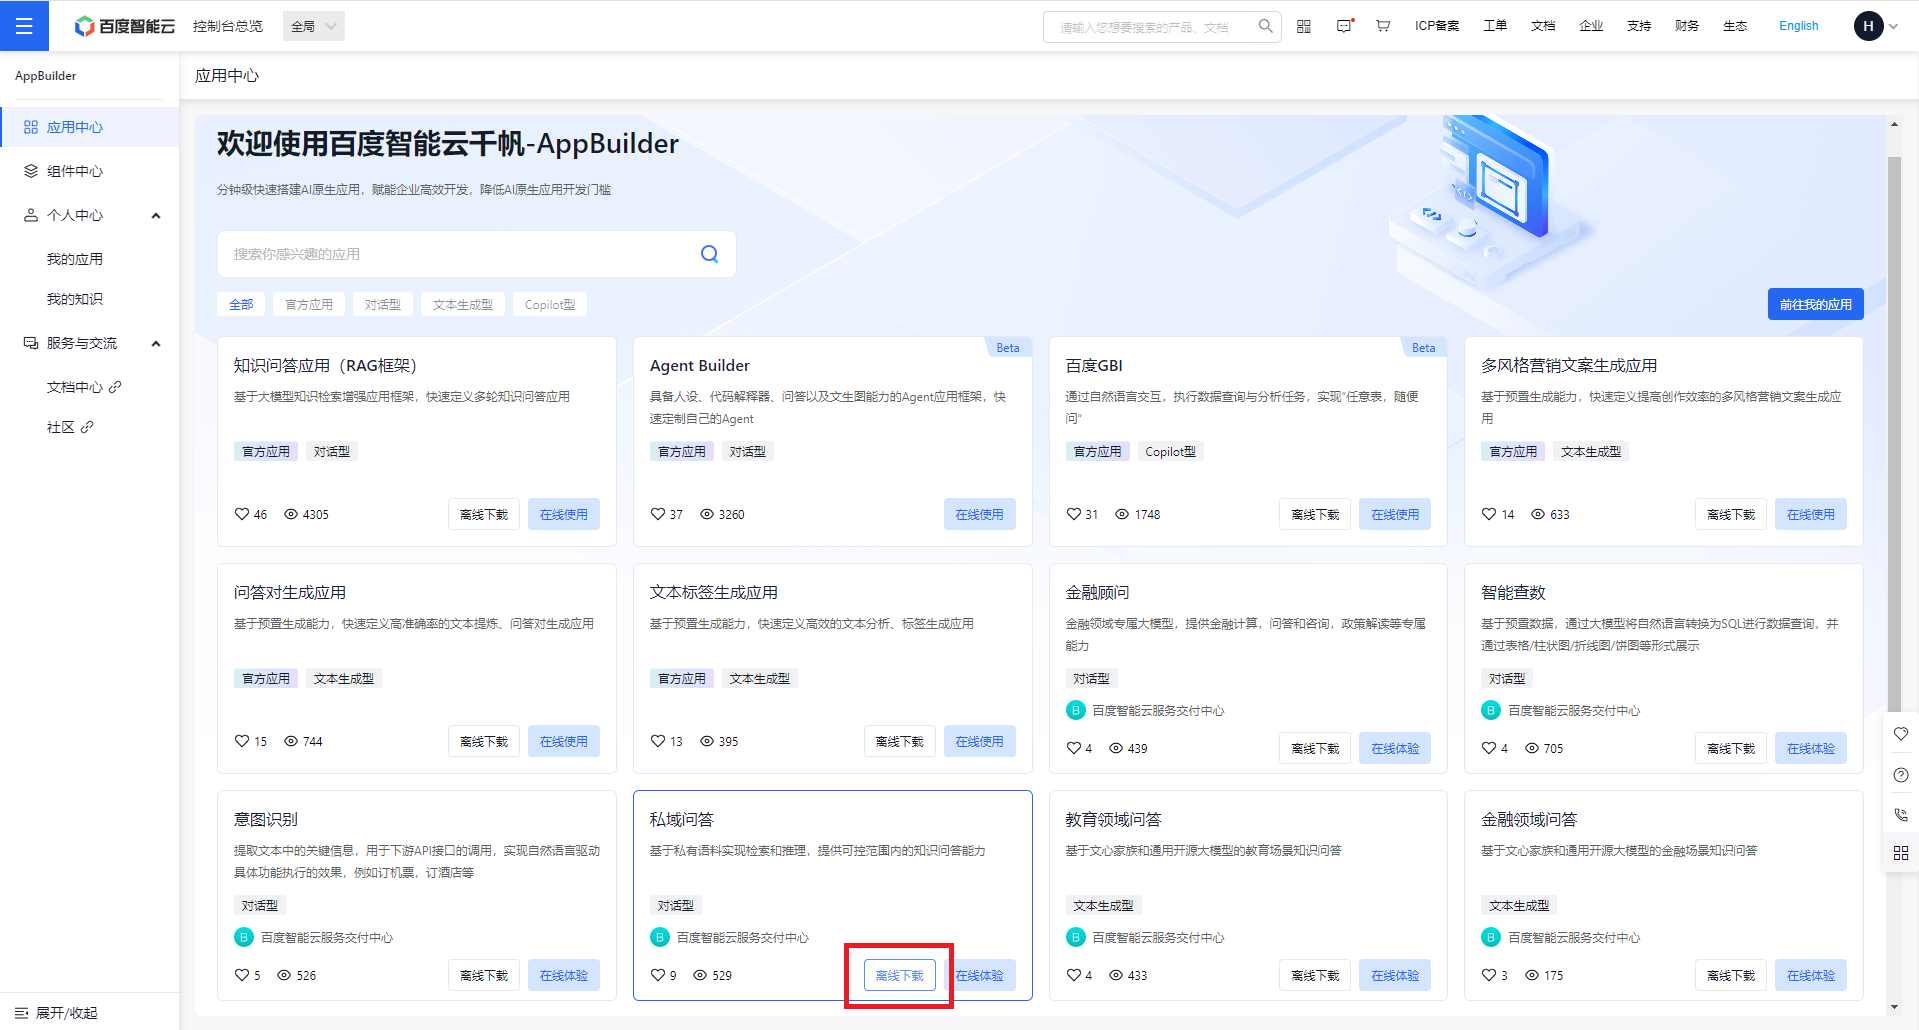 百度智能云
控制台总览
全局
请输入您想要搜索的产品、文档
ICP备案
工单
文档
企业
支持
财务
生态
English
H
AppBuilder
应用中心
组件中心
个人中心
我的应用
我的知识
服务与交流
文档中心
社区
展开/收起
应用中心
欢迎使用百度智能云千帆-AppBuilder
分钟级快速搭建AI原生应用，赋能企业高效开发，降低AI原生应用开发门槛
搜索你感兴趣的应用
全部
官方应用
对话型
文本生成型
Copilot型
前往我的应用
知识问答应用（RAG框架）
基于大模型知识检索增强应用框架，快速定义多轮知识问答应用
官方应用
对话型
46
4305
离线下载
在线使用
Beta
Agent Builder
具备人设、代码解释器、问答以及文生图能力的Agent应用框架，快
速定制自己的Agent
官方应用
对话型
37
3260
在线使用
Beta
百度GBI
通过自然语言交互，执行数据查询与分析任务，实现“任意表，随便
问”
官方应用
Copilot型
31
1748
离线下载
在线使用
多风格营销文案生成应用
基于预置生成能力，快速定义提高创作效率的多风格营销文案生成应
用
官方应用
文本生成型
14
633
离线下载
在线使用
问答对生成应用
基于预置生成能力，快速定义高准确率的文本提炼、问答对生成应用
官方应用
文本生成型
15
744
离线下载
在线使用
文本标签生成应用
基于预置生成能力，快速定义高效的文本分析、标签生成应用
官方应用
文本生成型
13
395
离线下载
在线使用
金融顾问
金融领域专属大模型，提供金融计算，问答和咨询，政策解读等专属
能力
对话型
B 百度智能云服务交付中心
4
439
离线下载
在线体验
智能查数
基于预置数据，通过大模型将自然语言转换为SQL进行数据查询，并
通过表格/柱状图/折线图/饼图等形式展示
对话型
B 百度智能云服务交付中心
4
705
离线下载
在线体验
意图识别
提取文本中的关键信息，用于下游API接口的调用，实现自然语言驱动
具体功能执行的效果，例如订机票，订酒店等
对话型
B 百度智能云服务交付中心
5
526
离线下载
在线体验
私域问答
基于私有语料实现检索和推理，提供可控范围内的知识问答能力
对话型
B 百度智能云服务交付中心
9
529
离线下载
在线体验
教育领域问答
基于文心家族和通用开源大模型的教育场景知识问答
文本生成型
B 百度智能云服务交付中心
4
433
离线下载
在线体验
金融领域问答
基于文心家族和通用开源大模型的金融场景知识问答
文本生成型
B 百度智能云服务交付中心
3
175
离线下载
在线体验